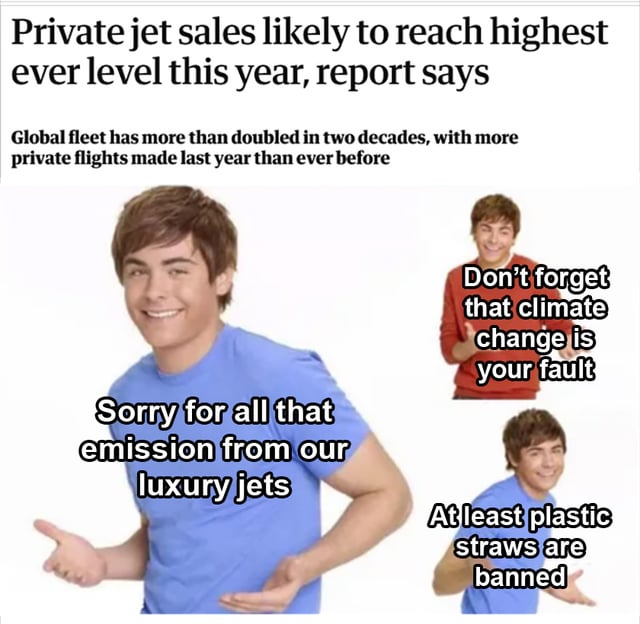 Private jet sales likely to reach highest
ever level this year, report says
Global fleet has more than doubled in two decades, with more
private flights made last year than ever before
Don't forget
that climate
change is
your fault
Sorry for all that
emission from our
luxury jets
At least plastic
straws are
banned